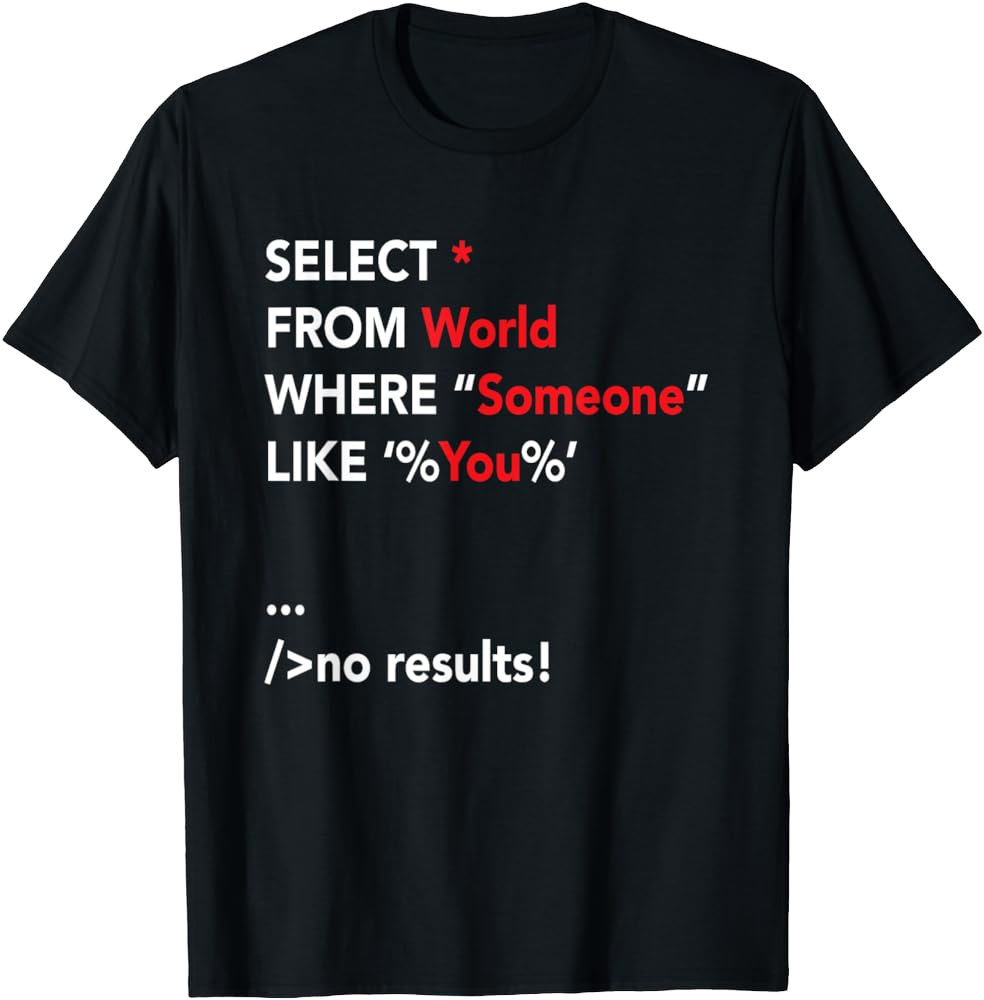 SELECT *
FROM World
WHERE “Someone”
LIKE ‘%You%‘
...
/>no results!